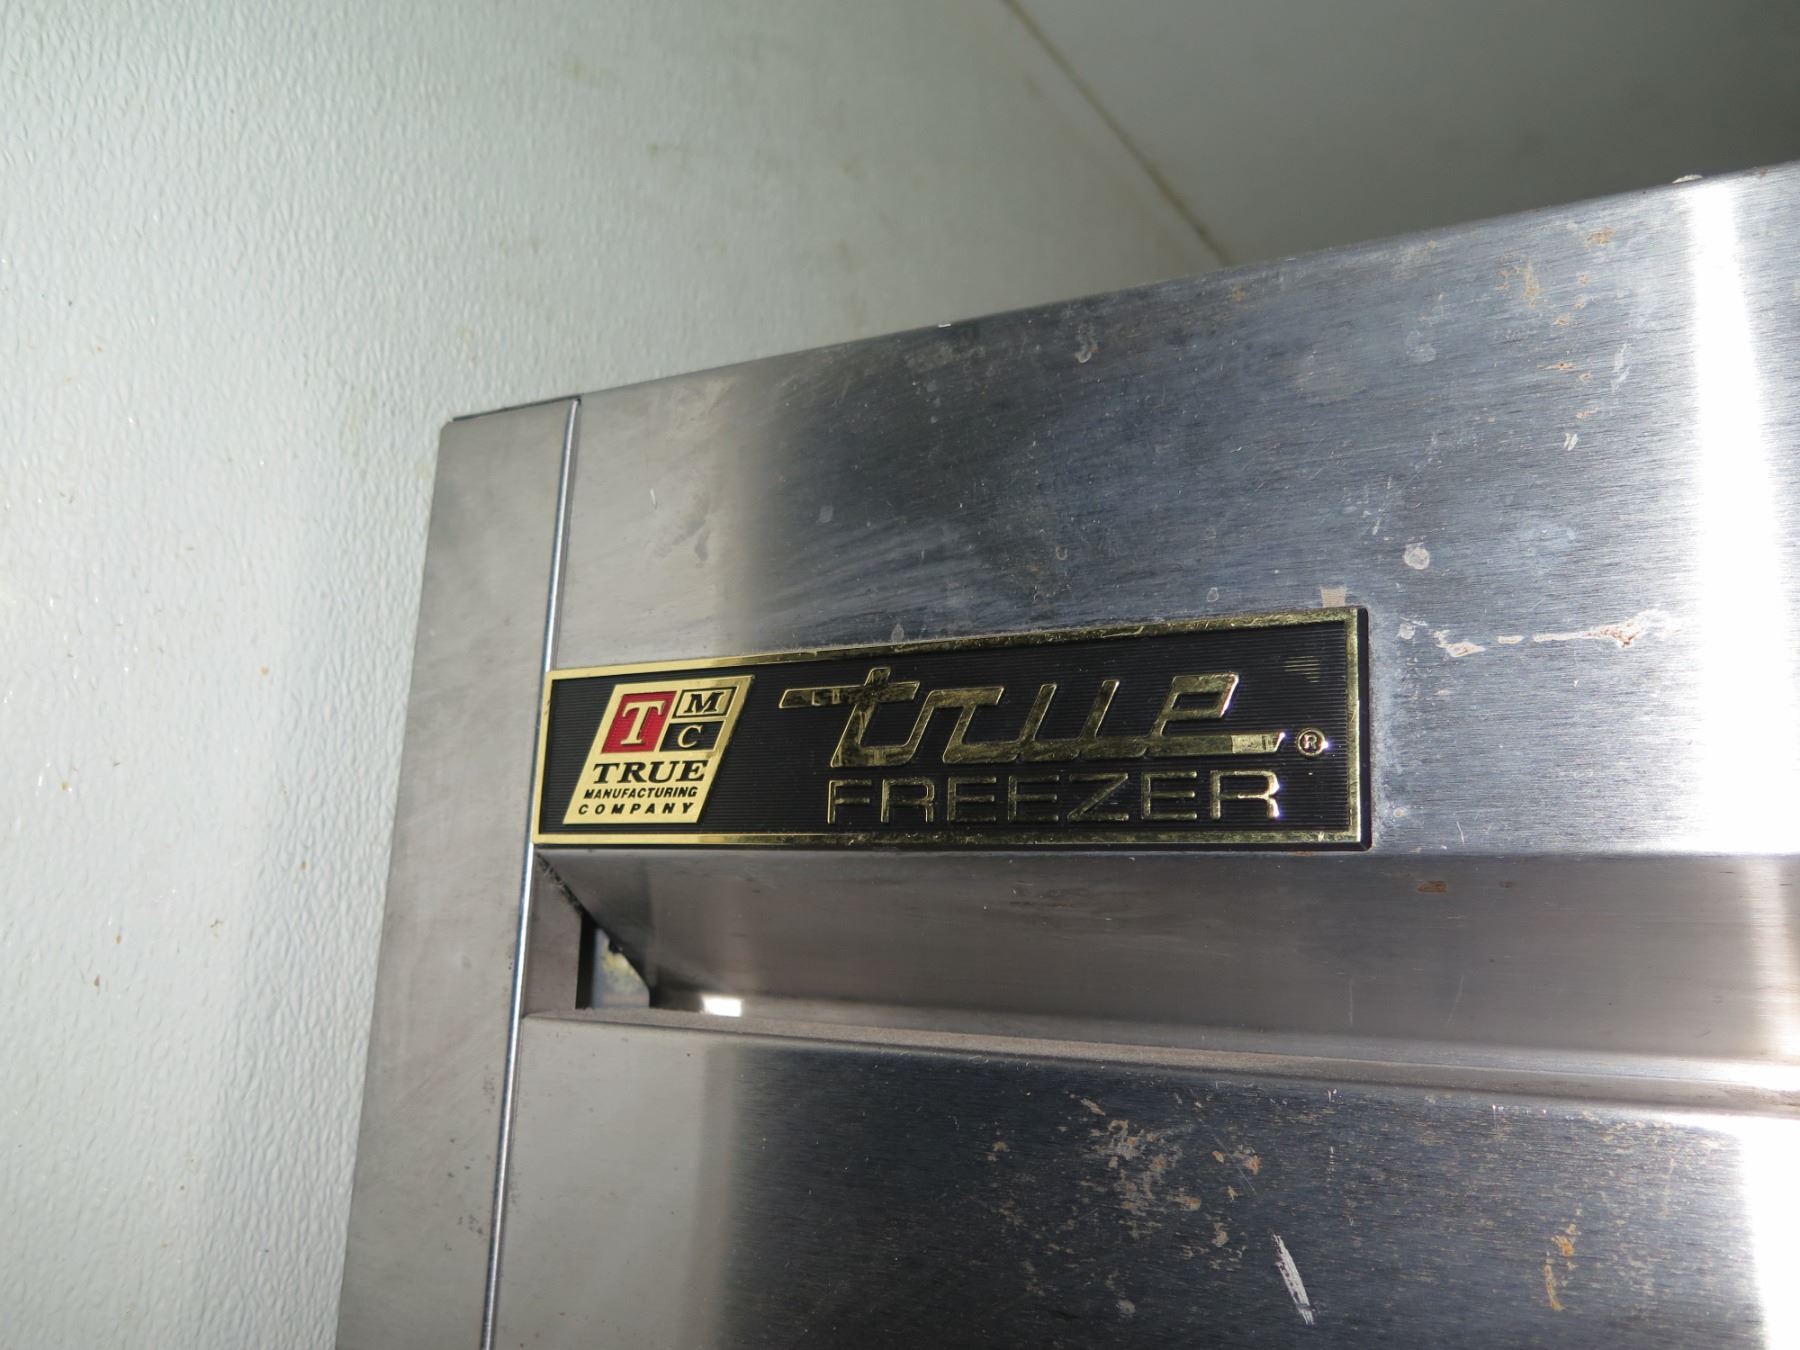 T M
C
TRUE
MANUFACTURING
COMPANY
true ®
FREEZER